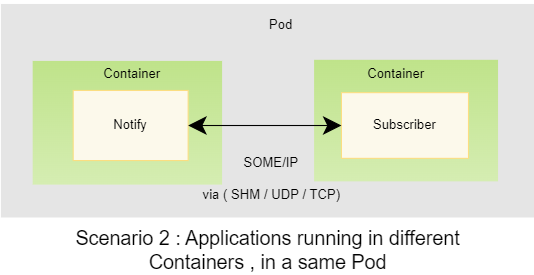 Pod
Container
Container
Notify
Subscriber
SOME/IP
via ( SHM / UDP / TCP)
Scenario 2 : Applications running in different
Containers , in a same Pod